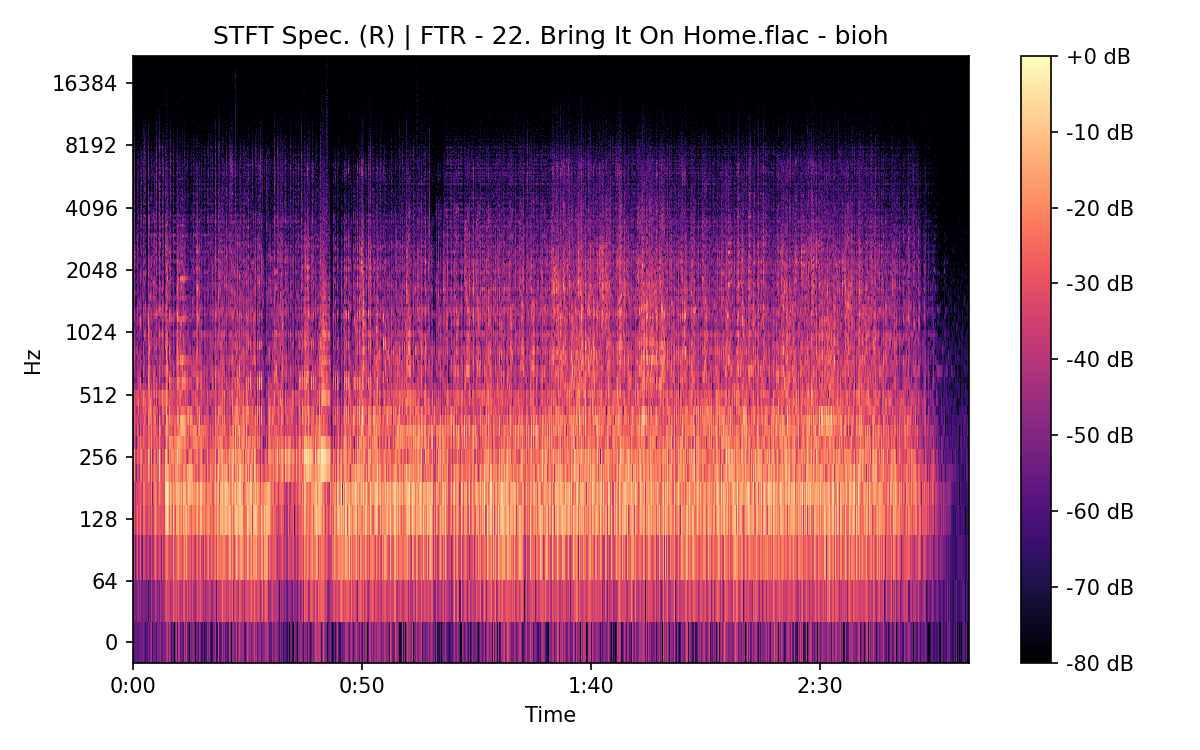 STFT Spec. (R) | FTR - 22. Bring It On Home.flac - bioh
Hz
16384
8192
4096
2048
1024
512
256
128
64
0
0:00 0:50 1:40 2:30
Time
+0 dB
-10 dB
-20 dB
-30 dB
-40 dB
-50 dB
-60 dB
-70 dB
-80 dB